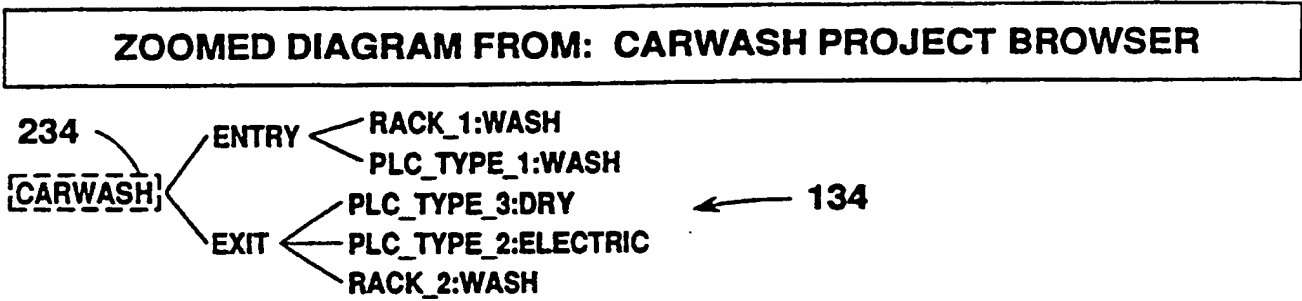 ZOOMED DIAGRAM FROM: CARWASH PROJECT BROWSER
234
CARWASH
ENTRY
RACK_1:WASH
PLC_TYPE_1:WASH
EXIT
PLC_TYPE_3:DRY
PLC_TYPE_2:ELECTRIC
RACK_2:WASH
134